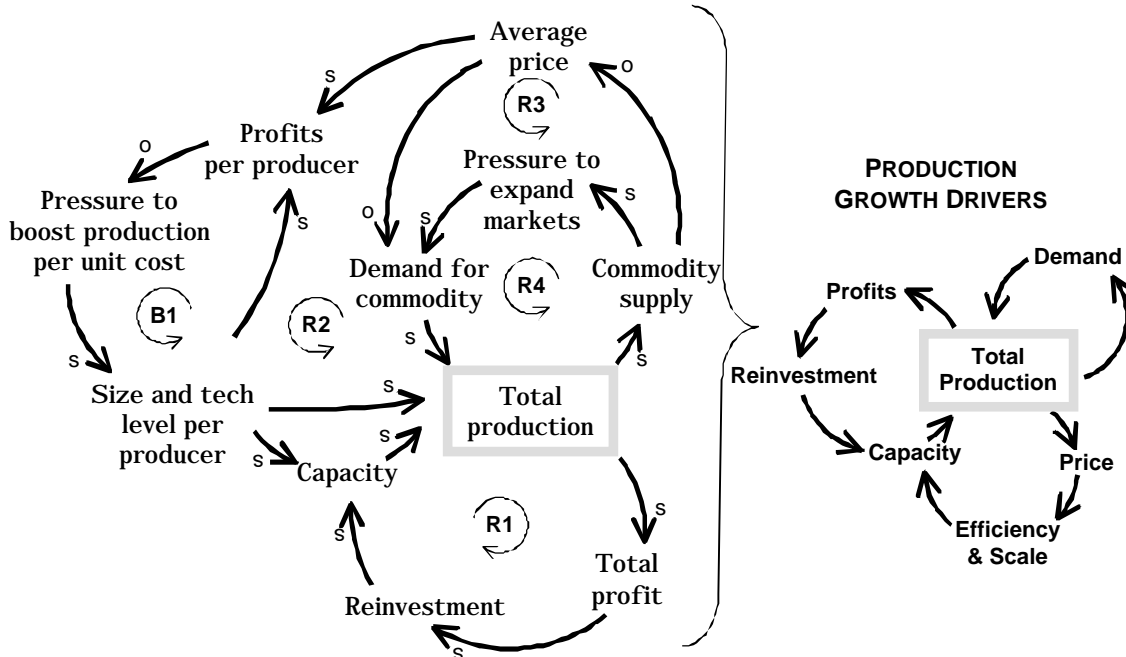 Average
price
s
o
R3
Profits
per producer
o
Pressure to
expand
markets
Pressure to
boost production
per unit cost
s
s
s
o
Demand for
commodity
R4
Commodity
supply
B1
R2
s
s
s
Size and tech
level per
producer
s
Total
production
s
s
Capacity
s
R1
s
Total
profit
Reinvestment
s
PRODUCTION
GROWTH DRIVERS
Demand
Profits
Total
Production
Reinvestment
Capacity
Price
Efficiency
& Scale